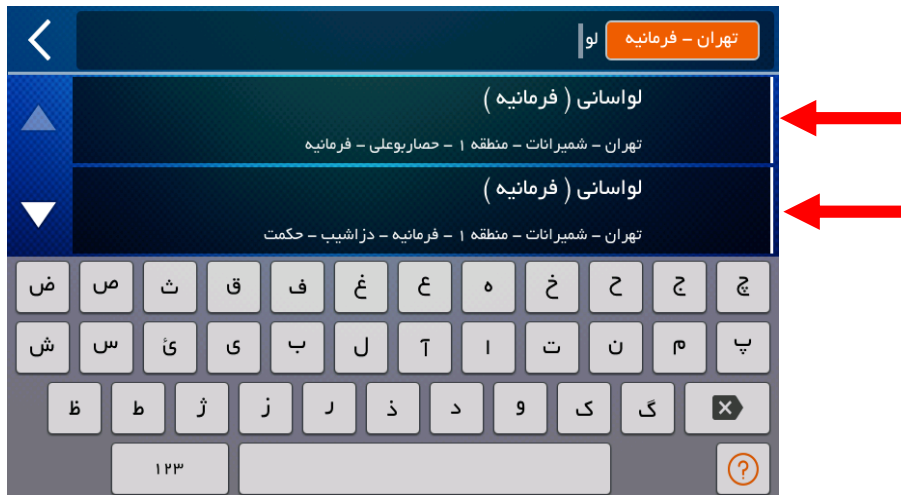 تهران - فرمانیه لو
لواسانی ( فرمانیه )
تهران - شمیرانات - منطقه ۱ - حصاربوعلی - فرمانیه
لواسانی ( فرمانیه )
تهران - شمیرانات - منطقه ۱ - فرمانیه - دزاشیب - حکمت
ض ص ث ق ف غ ع ه خ ح ج چ
ش س ئ ی ب ل آ ا ت ن م پ
ظ ط ژ ز ر ذ د و ک گ
۱۲۳ ?